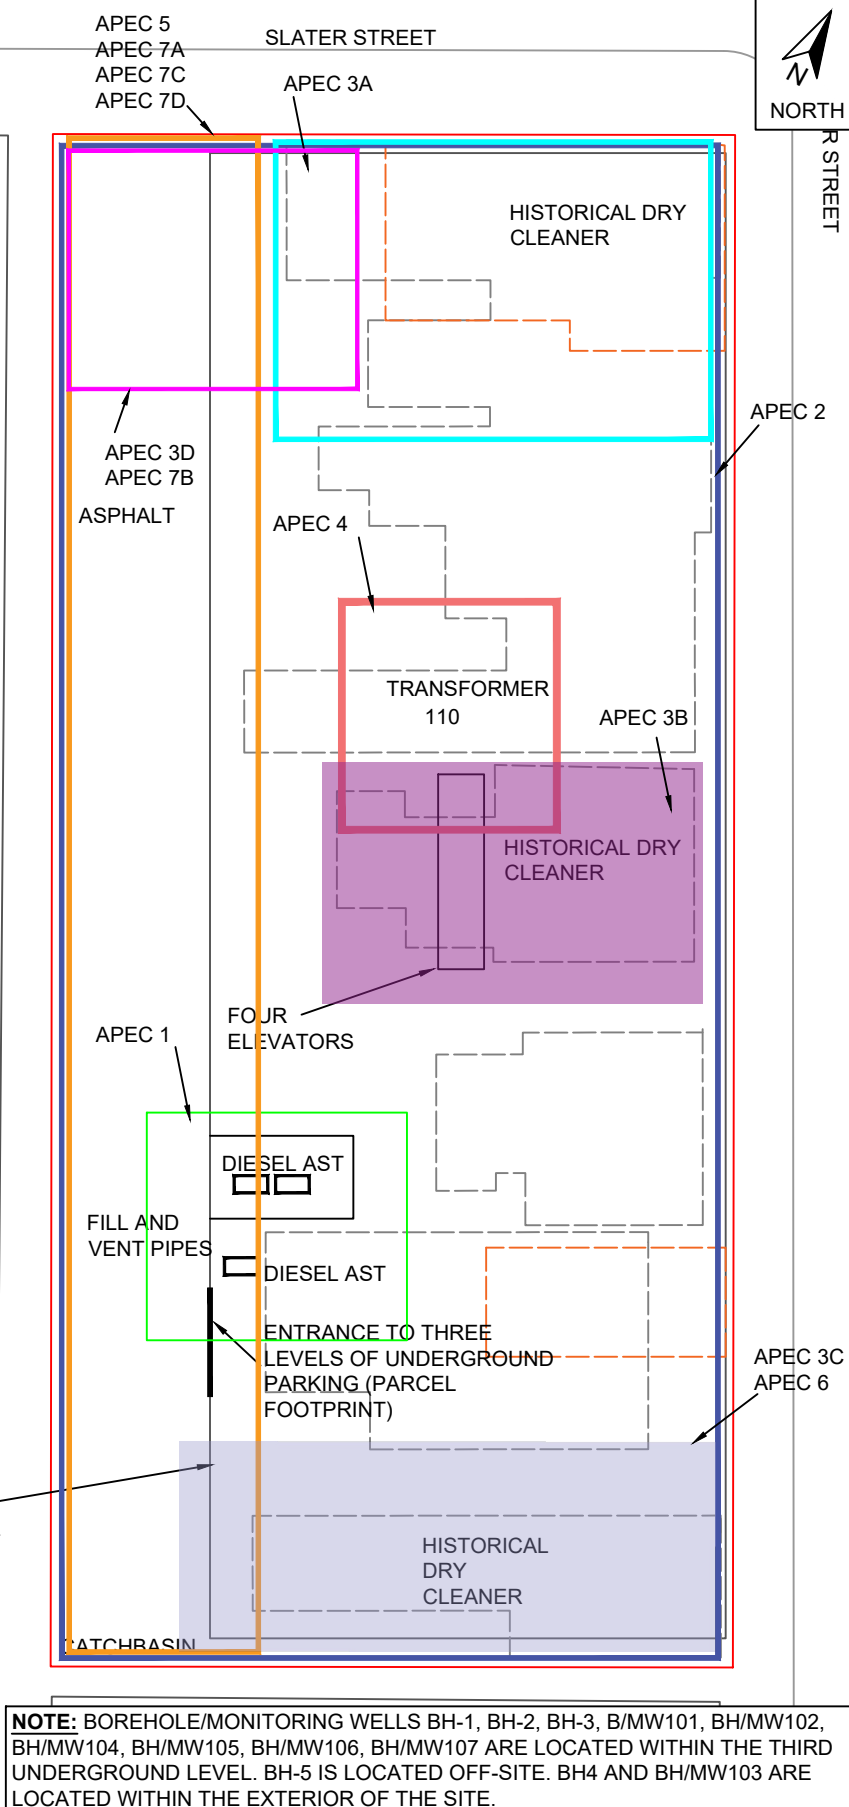 APEC 5
APEC 7A
APEC 7C
APEC 7D
SLATER STREET
APEC 3A
N
NORTH
R STREET
HISTORICAL DRY
CLEANER
APEC 2
APEC 3D
APEC 7B
ASPHALT
APEC 4
TRANSFORMER
110
APEC 3B
HISTORICAL DRY
CLEANER
FOUR
ELEVATORS
APEC 1
DIESEL AST
FILL AND
VENT PIPES
DIESEL AST
ENTRANCE TO THREE
LEVELS OF UNDERGROUND
PARKING (PARCEL
FOOTPRINT)
APEC 3C
APEC 6
HISTORICAL
DRY
CLEANER
CATCHBASIN
NOTE: BOREHOLE/MONITORING WELLS BH-1, BH-2, BH-3, B/MW101, BH/MW102,
BH/MW104, BH/MW105, BH/MW106, BH/MW107 ARE LOCATED WITHIN THE THIRD
UNDERGROUND LEVEL. BH-5 IS LOCATED OFF-SITE. BH4 AND BH/MW103 ARE
LOCATED WITHIN THE EXTERIOR OF THE SITE.